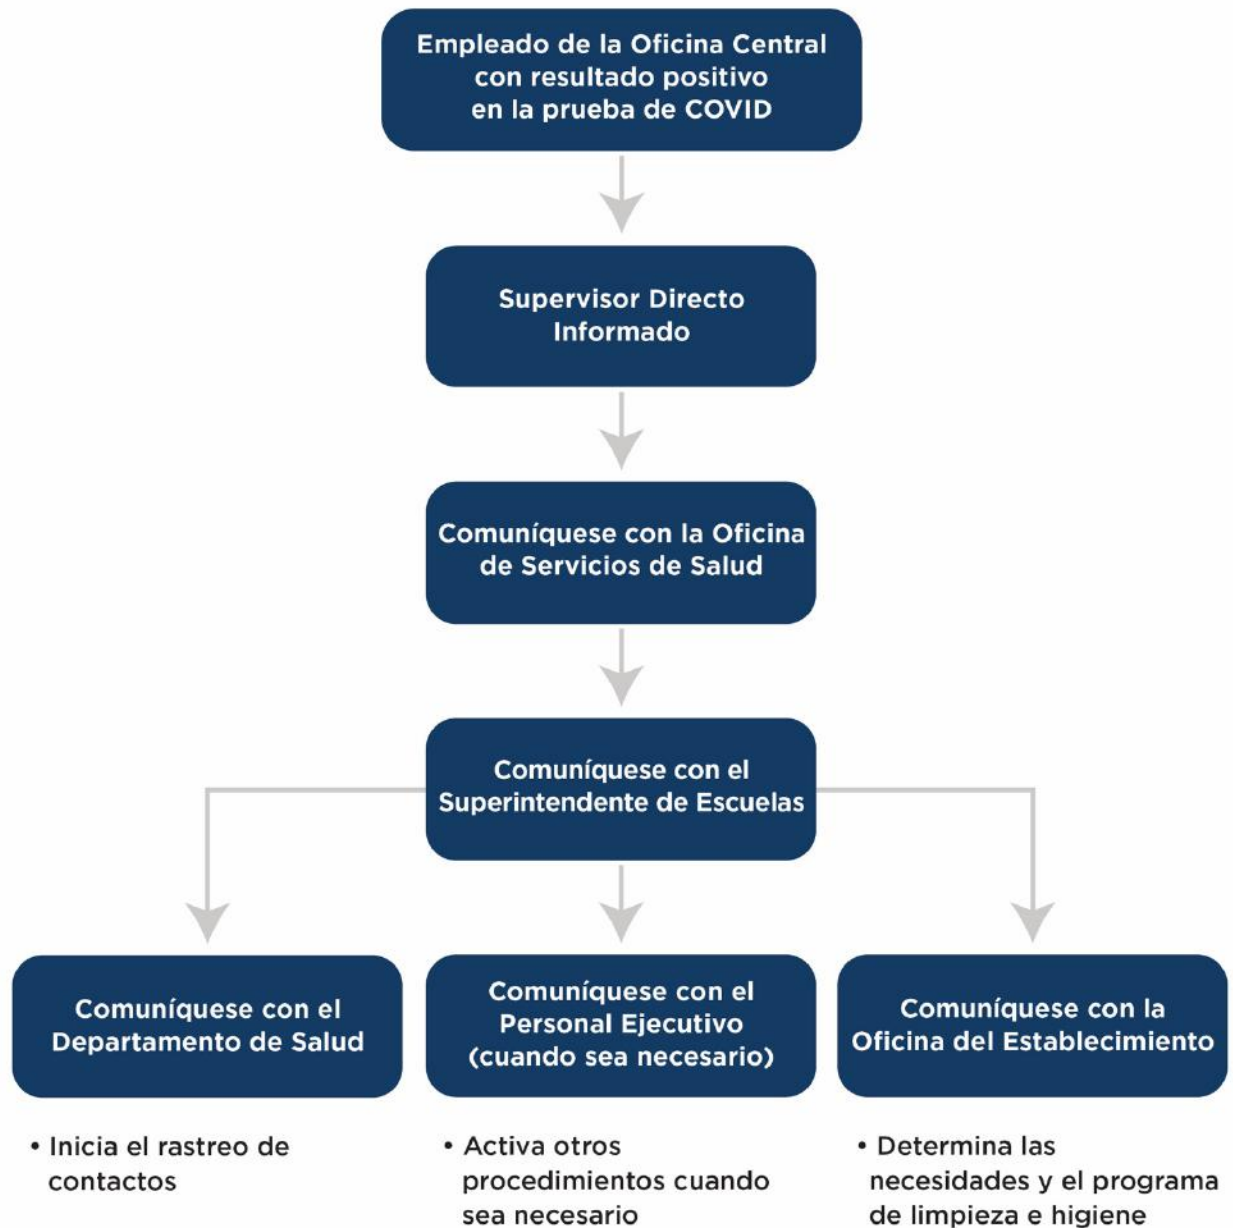 Empleado de la Oficina Central
con resultado positivo
en la prueba de COVID
Supervisor Directo
Informado
Comuníquese con la Oficina
de Servicios de Salud
Comuníquese con el
Superintendente de Escuelas
Comuníquese con el
Departamento de Salud
• Inicia el rastreo de
contactos
Comuníquese con el
Personal Ejecutivo
(cuando sea necesario)
• Activa otros
procedimientos cuando
sea necesario
Comuníquese con la
Oficina del Establecimiento
• Determina las
necesidades y el programa
de limpieza e higiene